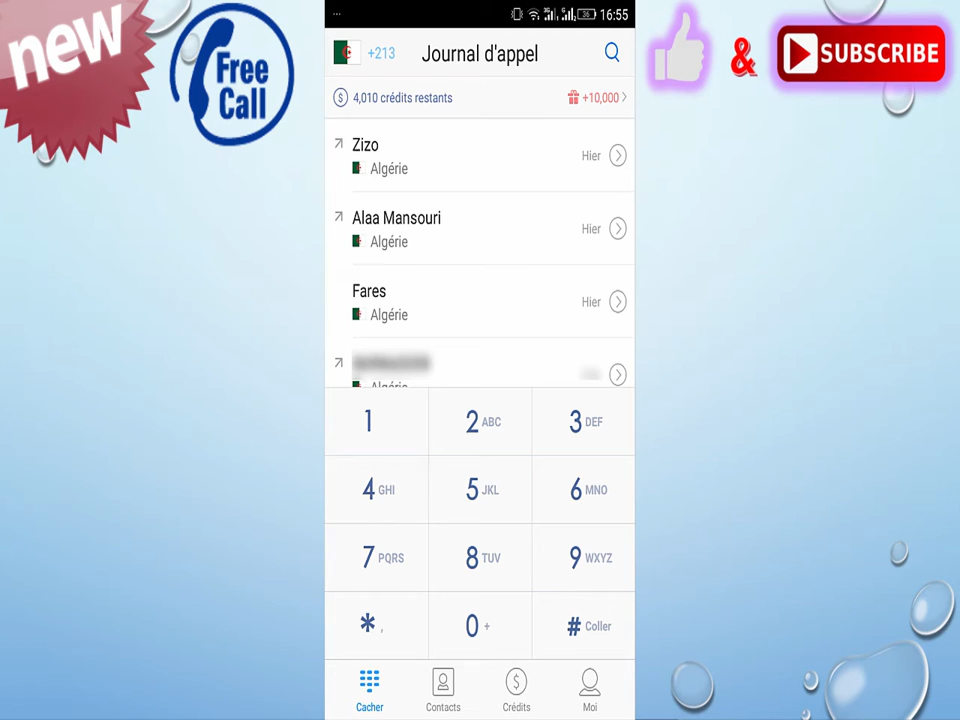 new
Free
Call
...
16:55
+213
Journal d'appel
&
SUBSCRIBE
4,010 crédits restants
+10,000
Zizo
Algérie
Hier
Alaa Mansouri
Algérie
Hier
Fares
Algérie
Hier
Algérie
1
2 ABC
3 DEF
4 GHI
5 JKL
6 MNO
7 PQRS
8 TUV
9 WXYZ
* ,
0 +
# Coller
Cacher
Contacts
Crédits
Moi